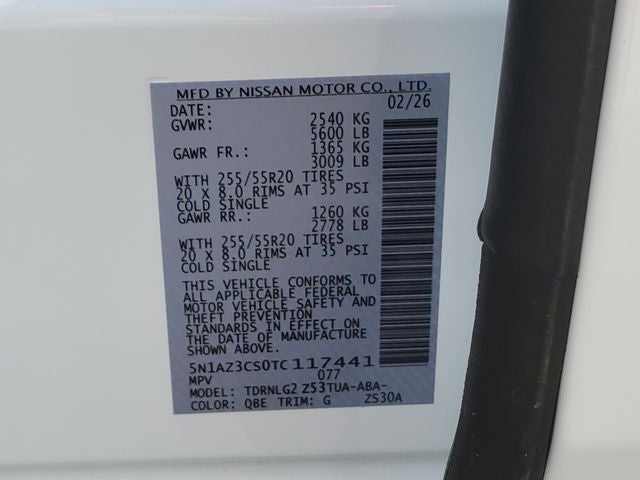 MFD BY NISSAN MOTOR CO., LTD.
DATE: 02/26
GVWR: 2540 KG
5600 LB
GAWR FR.: 1365 KG
3009 LB
WITH 255/55R20 TIRES
20 X 8.0 RIMS AT 35 PSI
COLD SINGLE
GAWR RR.: 1260 KG
2778 LB
WITH 255/55R20 TIRES
20 X 8.0 RIMS AT 35 PSI
COLD SINGLE
THIS VEHICLE CONFORMS TO
ALL APPLICABLE FEDERAL
MOTOR VEHICLE SAFETY AND
THEFT PREVENTION
STANDARDS IN EFFECT ON
THE DATE OF MANUFACTURE
SHOWN ABOVE.
5N1AZ3CS0TC117441
MPV 077
MODEL: TDRNLG2 Z53TUA-ABA-
COLOR: QBE TRIM: G ZS30A